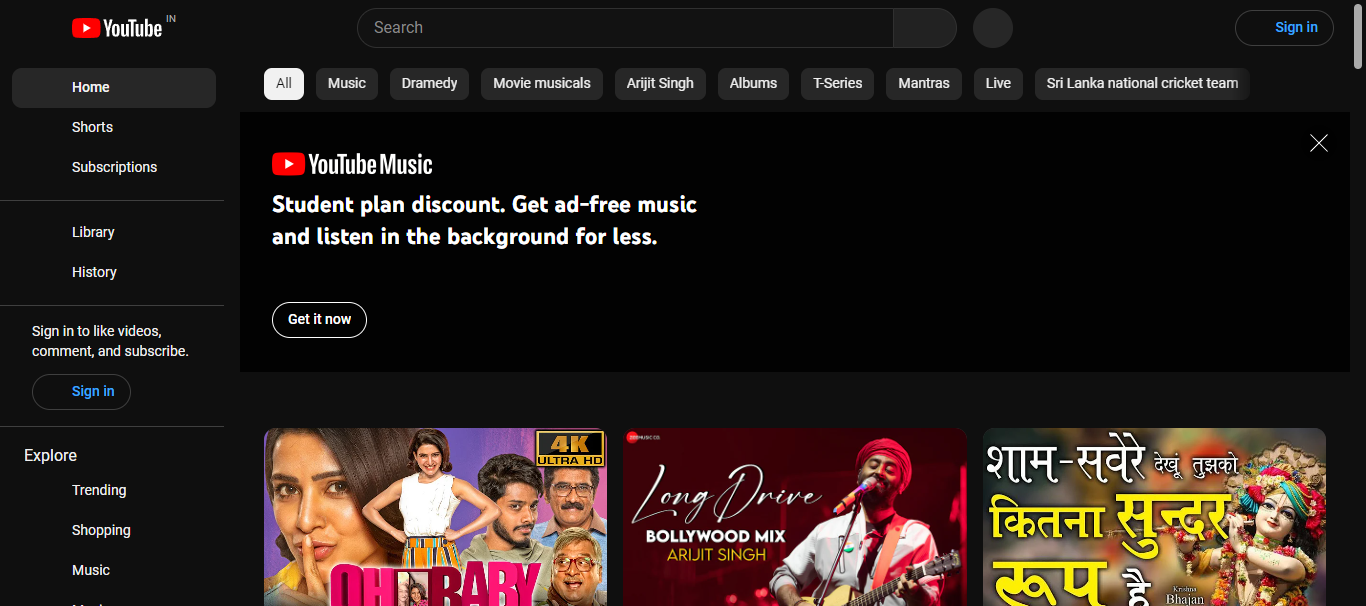 YouTube IN
Search
Sign in
Home
Shorts
Subscriptions
Library
History
Sign in to like videos,
comment, and subscribe.
Sign in
Explore
Trending
Shopping
Music
All
Music
Dramedy
Movie musicals
Arijit Singh
Albums
T-Series
Mantras
Live
Sri Lanka national cricket team
YouTube Music
Student plan discount. Get ad-free music
and listen in the background for less.
Get it now
4K
ULTRA HD
OH BABY
ZEE MUSIC CO.
Long Drive
BOLLYWOOD MIX
ARIJIT SINGH
शाम-सवेरे देखूं तुझको
कितना सुन्दर
रूप है
Krishna
Bhajan